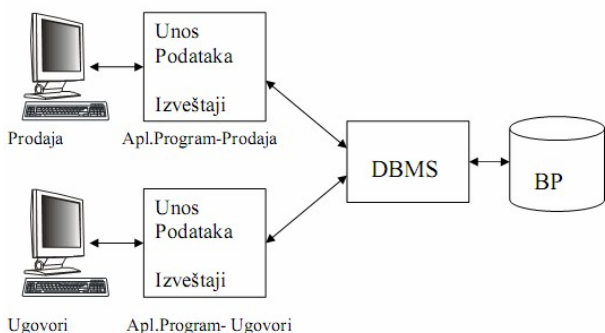 Unos
Podataka
Izveštaji
Prodaja
Apl.Program-Prodaja
DBMS
BP
Unos
Podataka
Izveštaji
Ugovori
Apl.Program- Ugovori